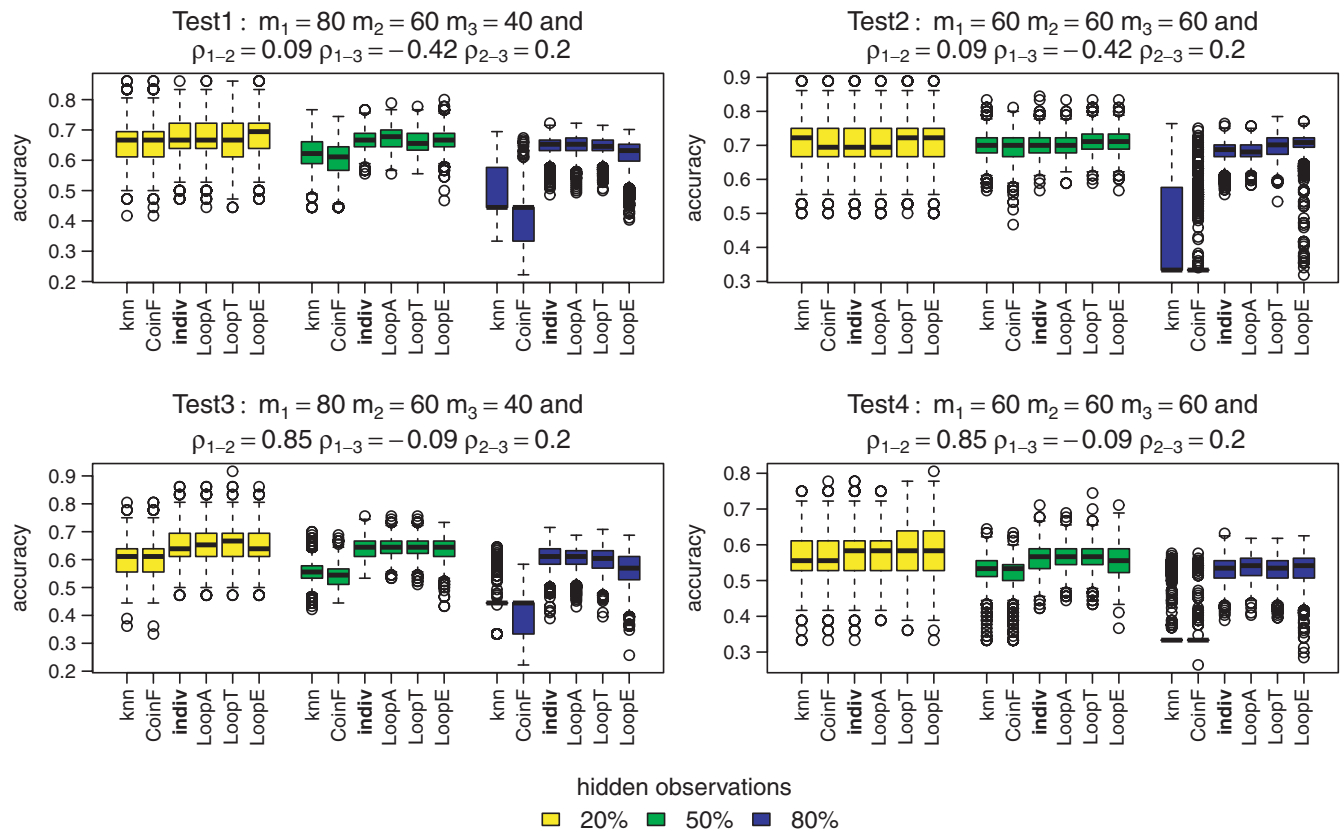 Test1 : m₁ = 80 m₂ = 60 m₃ = 40 and
ρ₁₋₂ = 0.09 ρ₁₋₃ = −0.42 ρ₂₋₃ = 0.2
accuracy
0.8
0.7
0.6
0.5
0.4
0.3
0.2
knn CoinF indiv LoopA LoopT LoopE knn CoinF indiv LoopA LoopT LoopE knn CoinF indiv LoopA LoopT LoopE
Test2 : m₁ = 60 m₂ = 60 m₃ = 60 and
ρ₁₋₂ = 0.09 ρ₁₋₃ = −0.42 ρ₂₋₃ = 0.2
accuracy
0.9
0.8
0.7
0.6
0.5
0.4
0.3
knn CoinF indiv LoopA LoopT LoopE knn CoinF indiv LoopA LoopT LoopE knn CoinF indiv LoopA LoopT LoopE
Test3 : m₁ = 80 m₂ = 60 m₃ = 40 and
ρ₁₋₂ = 0.85 ρ₁₋₃ = −0.09 ρ₂₋₃ = 0.2
accuracy
0.9
0.8
0.7
0.6
0.5
0.4
0.3
0.2
knn CoinF indiv LoopA LoopT LoopE knn CoinF indiv LoopA LoopT LoopE knn CoinF indiv LoopA LoopT LoopE
Test4 : m₁ = 60 m₂ = 60 m₃ = 60 and
ρ₁₋₂ = 0.85 ρ₁₋₃ = −0.09 ρ₂₋₃ = 0.2
accuracy
0.8
0.7
0.6
0.5
0.4
0.3
knn CoinF indiv LoopA LoopT LoopE knn CoinF indiv LoopA LoopT LoopE knn CoinF indiv LoopA LoopT LoopE
hidden observations
20% 50% 80%